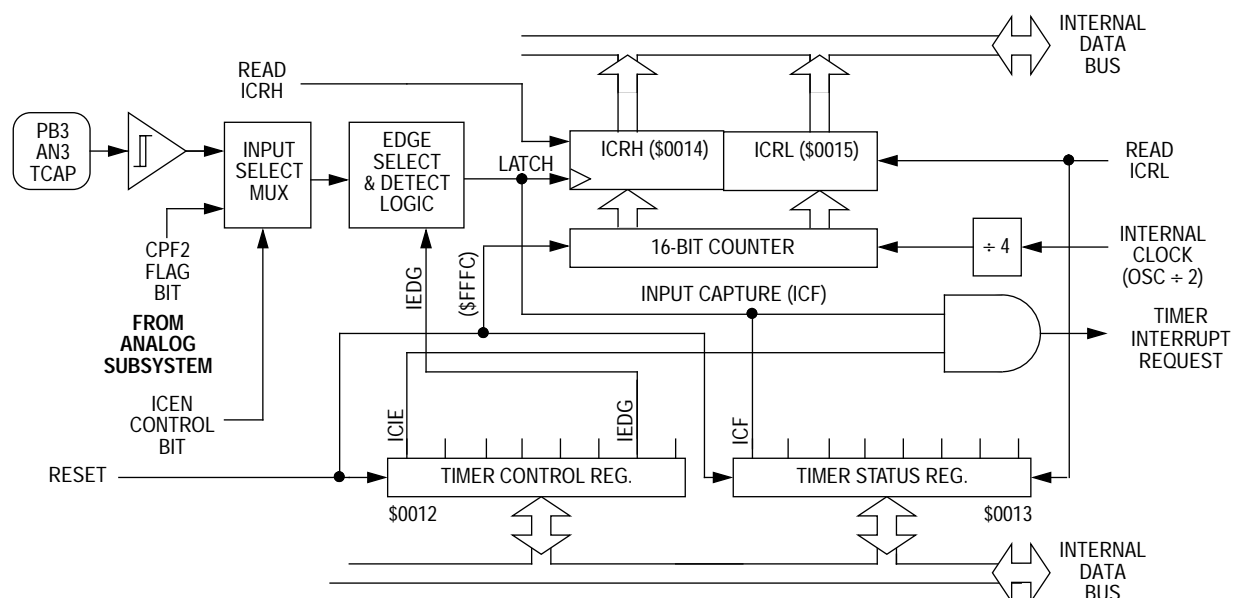 INTERNAL
DATA
BUS
READ
ICRH
PB3
AN3
TCAP
INPUT
SELECT
MUX
EDGE
SELECT
& DETECT
LOGIC
LATCH
ICRH ($0014)
ICRL ($0015)
READ
ICRL
CPF2
FLAG
BIT
FROM
ANALOG
SUBSYSTEM
IEDG
($FFFC)
16-BIT COUNTER
÷ 4
INTERNAL
CLOCK
(OSC ÷ 2)
INPUT CAPTURE (ICF)
TIMER
INTERRUPT
REQUEST
ICEN
CONTROL
BIT
ICIE
IEDG
ICF
RESET
TIMER CONTROL REG.
TIMER STATUS REG.
$0012
$0013
INTERNAL
DATA
BUS